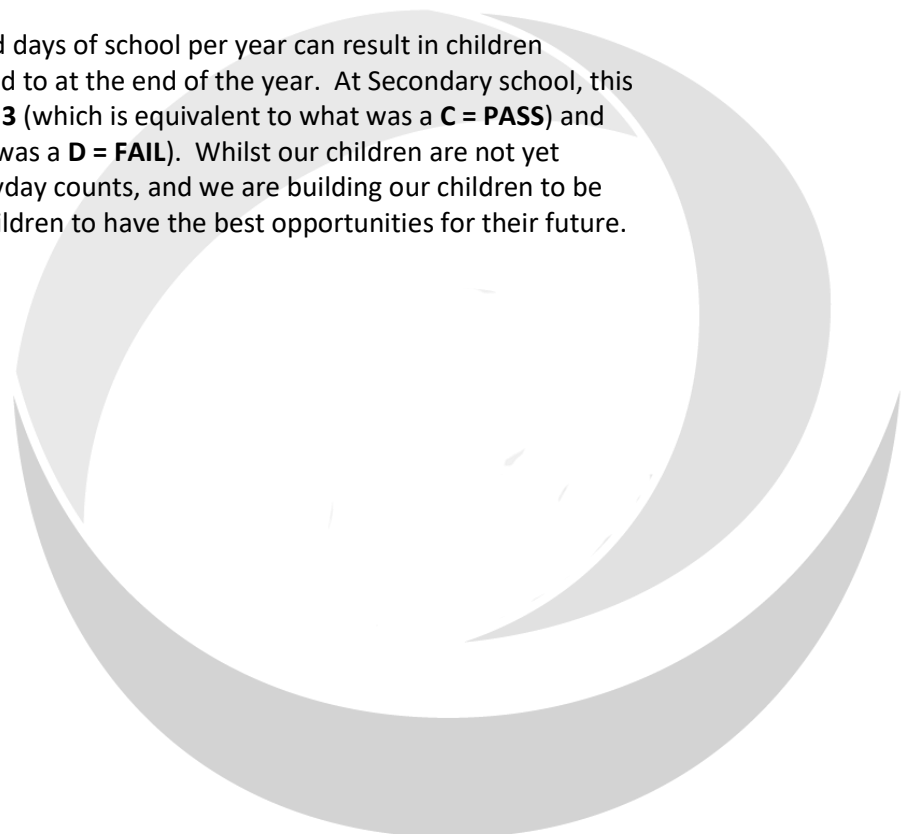 d days of school per year can result in children
d to at the end of the year. At Secondary school, this
3 (which is equivalent to what was a C = PASS) and
was a D = FAIL). Whilst our children are not yet
yday counts, and we are building our children to be
ildren to have the best opportunities for their future.